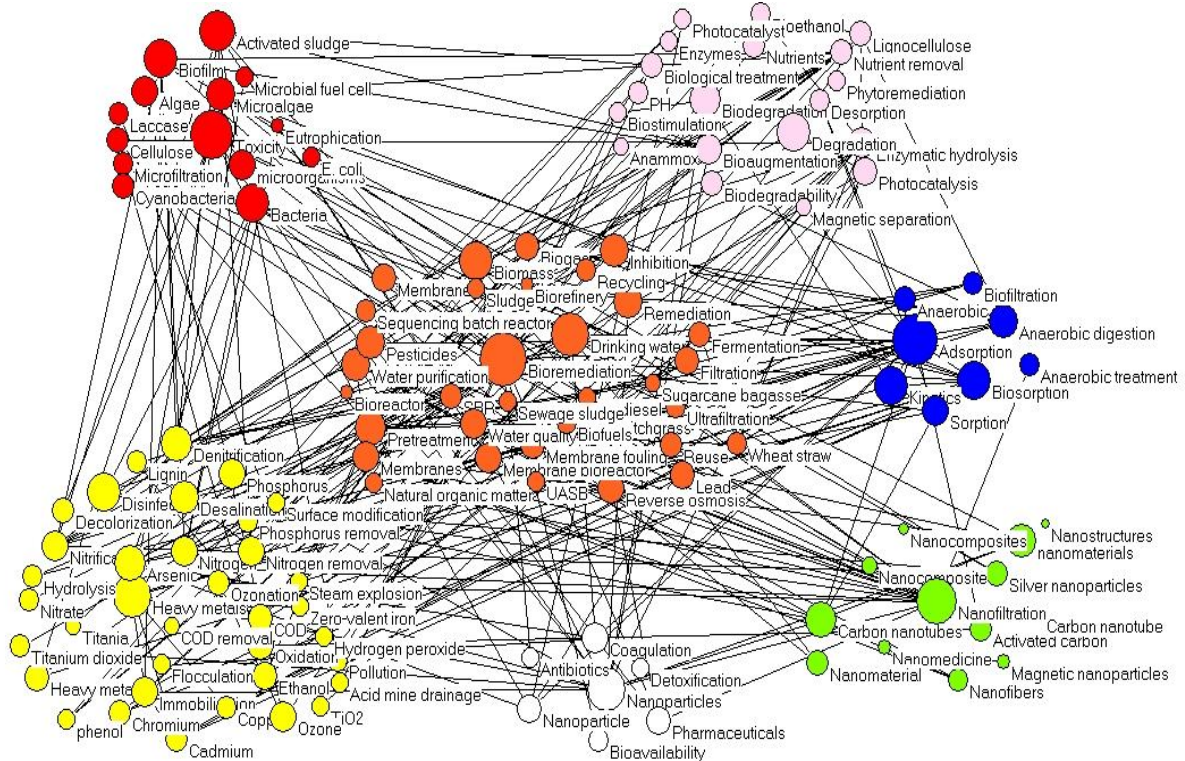 Activated sludge
Biofilm
Microbial fuel cell
Algae
Microalgae
Laccase
Eutrophication
Toxicity
Cellulose
E. coli
Microfiltration
microorganisms
Cyanobacteria
Bacteria
Photocatalyst
Enzymes
Nutrients
Lignocellulose
Nutrient removal
Biological treatment
Phytoremediation
PH
Biodegradation
Desorption
Biostimulation
Degradation
Anammox
Bioaugmentation
Enzymatic hydrolysis
Photocatalysis
Biodegradability
Magnetic separation
Biogas
Inhibition
Biomass
Membrane
Recycling
Sludge
Biorefinery
Remediation
Sequencing batch reactor
Drinking water
Fermentation
Pesticides
Bioremediation
Filtration
Water purification
Sugarcane bagasse
Bioreactor
Sewage sludge
Ultrafiltration
Pretreatment
Water quality
Biofuels
Membrane fouling
Reuse
Wheat straw
Membranes
Membrane bioreactor
Lead
Natural organic matter
UASB
Reverse osmosis
Biofiltration
Anaerobic
Anaerobic digestion
Adsorption
Anaerobic treatment
Kinetics
Biosorption
Sorption
Denitrification
Lignin
Phosphorus
Desalination
Decolorization
Surface modification
Phosphorus removal
Nitrogen
Nitrogen removal
Arsenic
Hydrolysis
Ozonation
Steam explosion
Nitrate
Heavy metals
Zero-valent iron
Titania
COD removal
COD
Hydrogen peroxide
Titanium dioxide
Oxidation
Flocculation
Pollution
Ethanol
Acid mine drainage
Chromium
TiO2
phenol
Ozone
Cadmium
Coagulation
Antibiotics
Detoxification
Nanoparticles
Nanoparticle
Pharmaceuticals
Bioavailability
Nanostructures
Nanocomposites
nanomaterials
Nanocomposite
Silver nanoparticles
Nanofiltration
Carbon nanotubes
Carbon nanotube
Activated carbon
Nanomedicine
Nanomaterial
Magnetic nanoparticles
Nanofibers